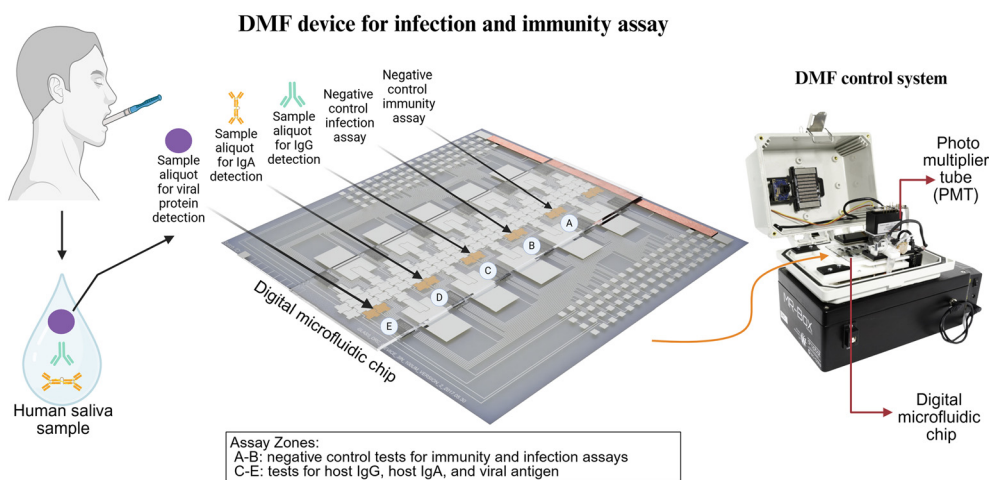 DMF device for infection and immunity assay
DMF control system
Negative
control
immunity
assay
Negative
control
infection
assay
Sample
aliquot
for IgG
detection
Sample
aliquot
for IgA
detection
Sample
aliquot
for viral
protein
detection
A
B
C
D
E
Digital microfluidic chip
Human saliva
sample
Photo
multiplier
tube
(PMT)
MR-BOX
Digital
microfluidic
chip
Assay Zones:
A-B: negative control tests for immunity and infection assays
C-E: tests for host IgG, host IgA, and viral antigen